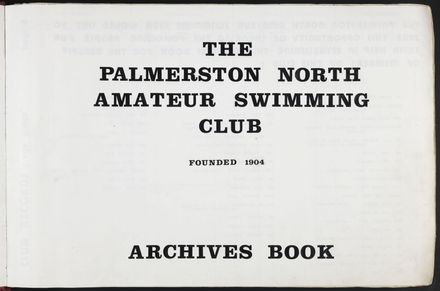 THE
PALMERSTON NORTH
AMATEUR SWIMMING
CLUB
FOUNDED 1904
ARCHIVES BOOK